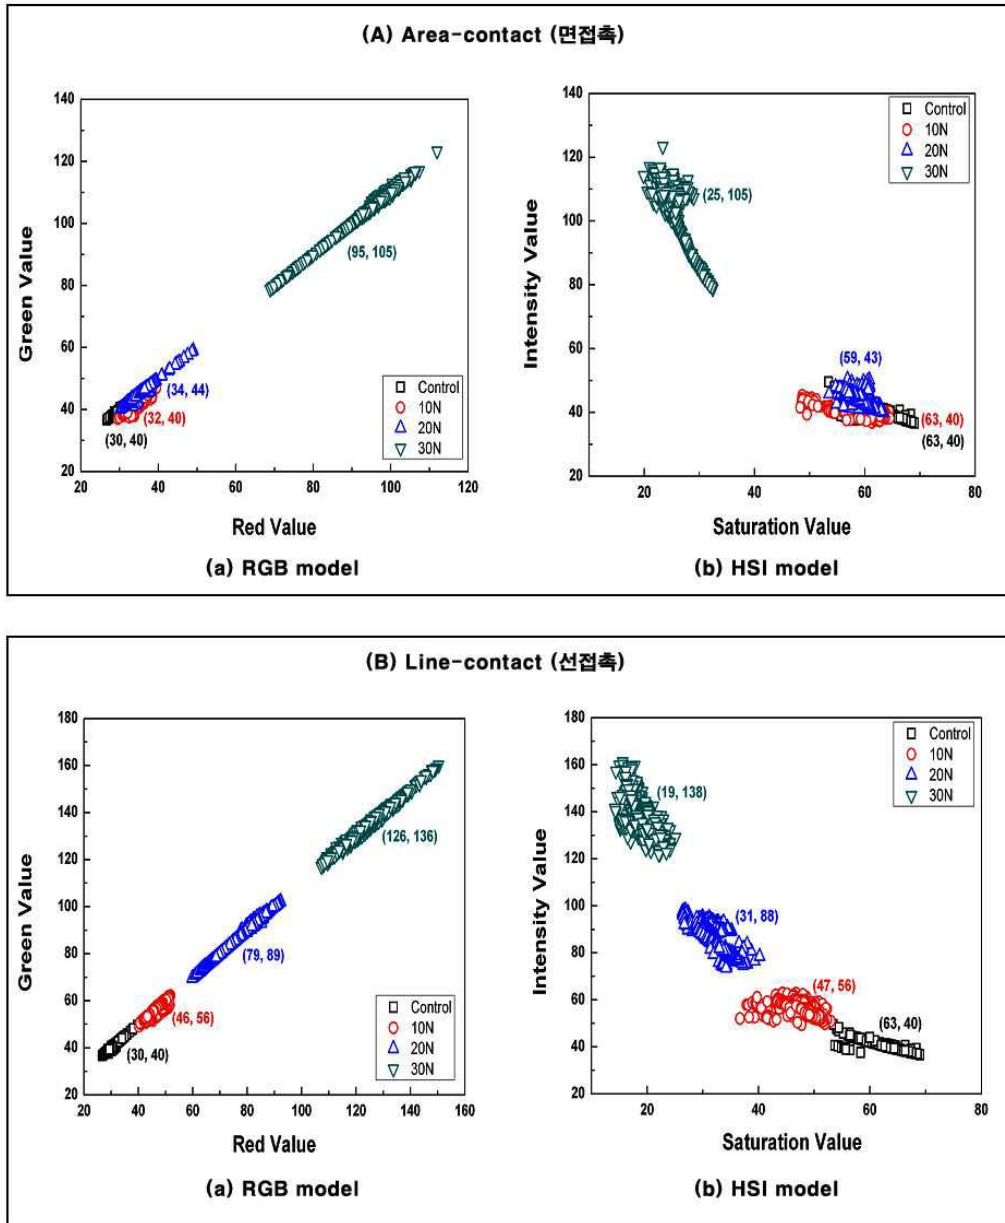 (A) Area-contact (면접촉)
140
120
100
80
60
40
20
20
40
60
80
100
120
Green Value
Red Value
(95, 105)
(34, 44)
(32, 40)
(30, 40)
Control
10N
20N
30N
(a) RGB model
140
120
100
80
60
40
20
20
40
60
80
Intensity Value
Saturation Value
Control
10N
20N
30N
(25, 105)
(59, 43)
(63, 40)
(63, 40)
(b) HSI model
(B) Line-contact (선접촉)
180
160
140
120
100
80
60
40
20
20
40
60
80
100
120
140
160
Green Value
Red Value
(126, 136)
(79, 89)
(46, 56)
(30, 40)
Control
10N
20N
30N
(a) RGB model
180
160
140
120
100
80
60
40
20
20
40
60
80
Intensity Value
Saturation Value
Control
10N
20N
30N
(19, 138)
(31, 88)
(47, 56)
(63, 40)
(b) HSI model